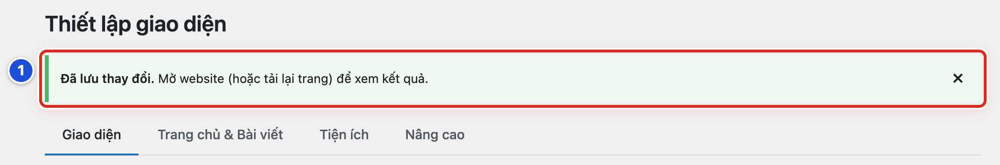 Thiết lập giao diện
1
Đã lưu thay đổi. Mở website (hoặc tải lại trang) để xem kết quả.
Giao diện Trang chủ & Bài viết Tiện ích Nâng cao